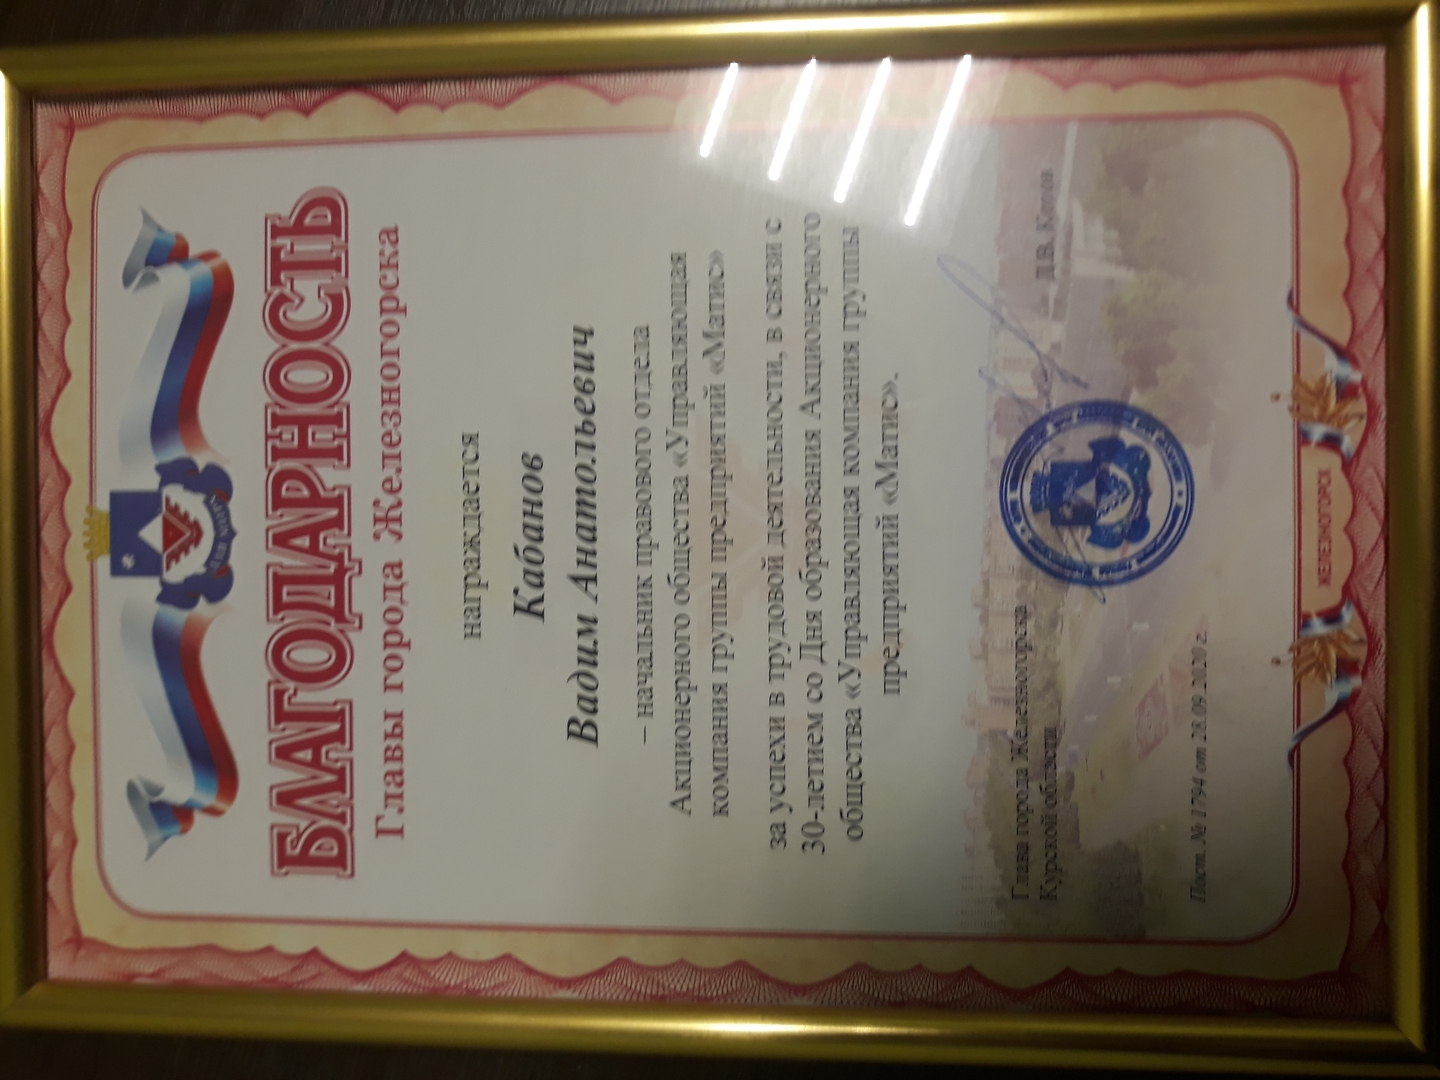 БЛАГОДАРНОСТЬ
Главы города Железногорска
награждается
Кабанов
Вадим Анатольевич
– начальник правового отдела
Акционерного общества «Управляющая
компания группы предприятий «Матис»
за успехи в трудовой деятельности, в связи с
30-летием со Дня образования Акционерного
общества «Управляющая компания группы
предприятий «Матис».
Глава города Железногорска
Курской области
Д.В. Котов
Пост. № 1794 от 28.09.2020 г.
ЖЕЛЕЗНОГОРСК